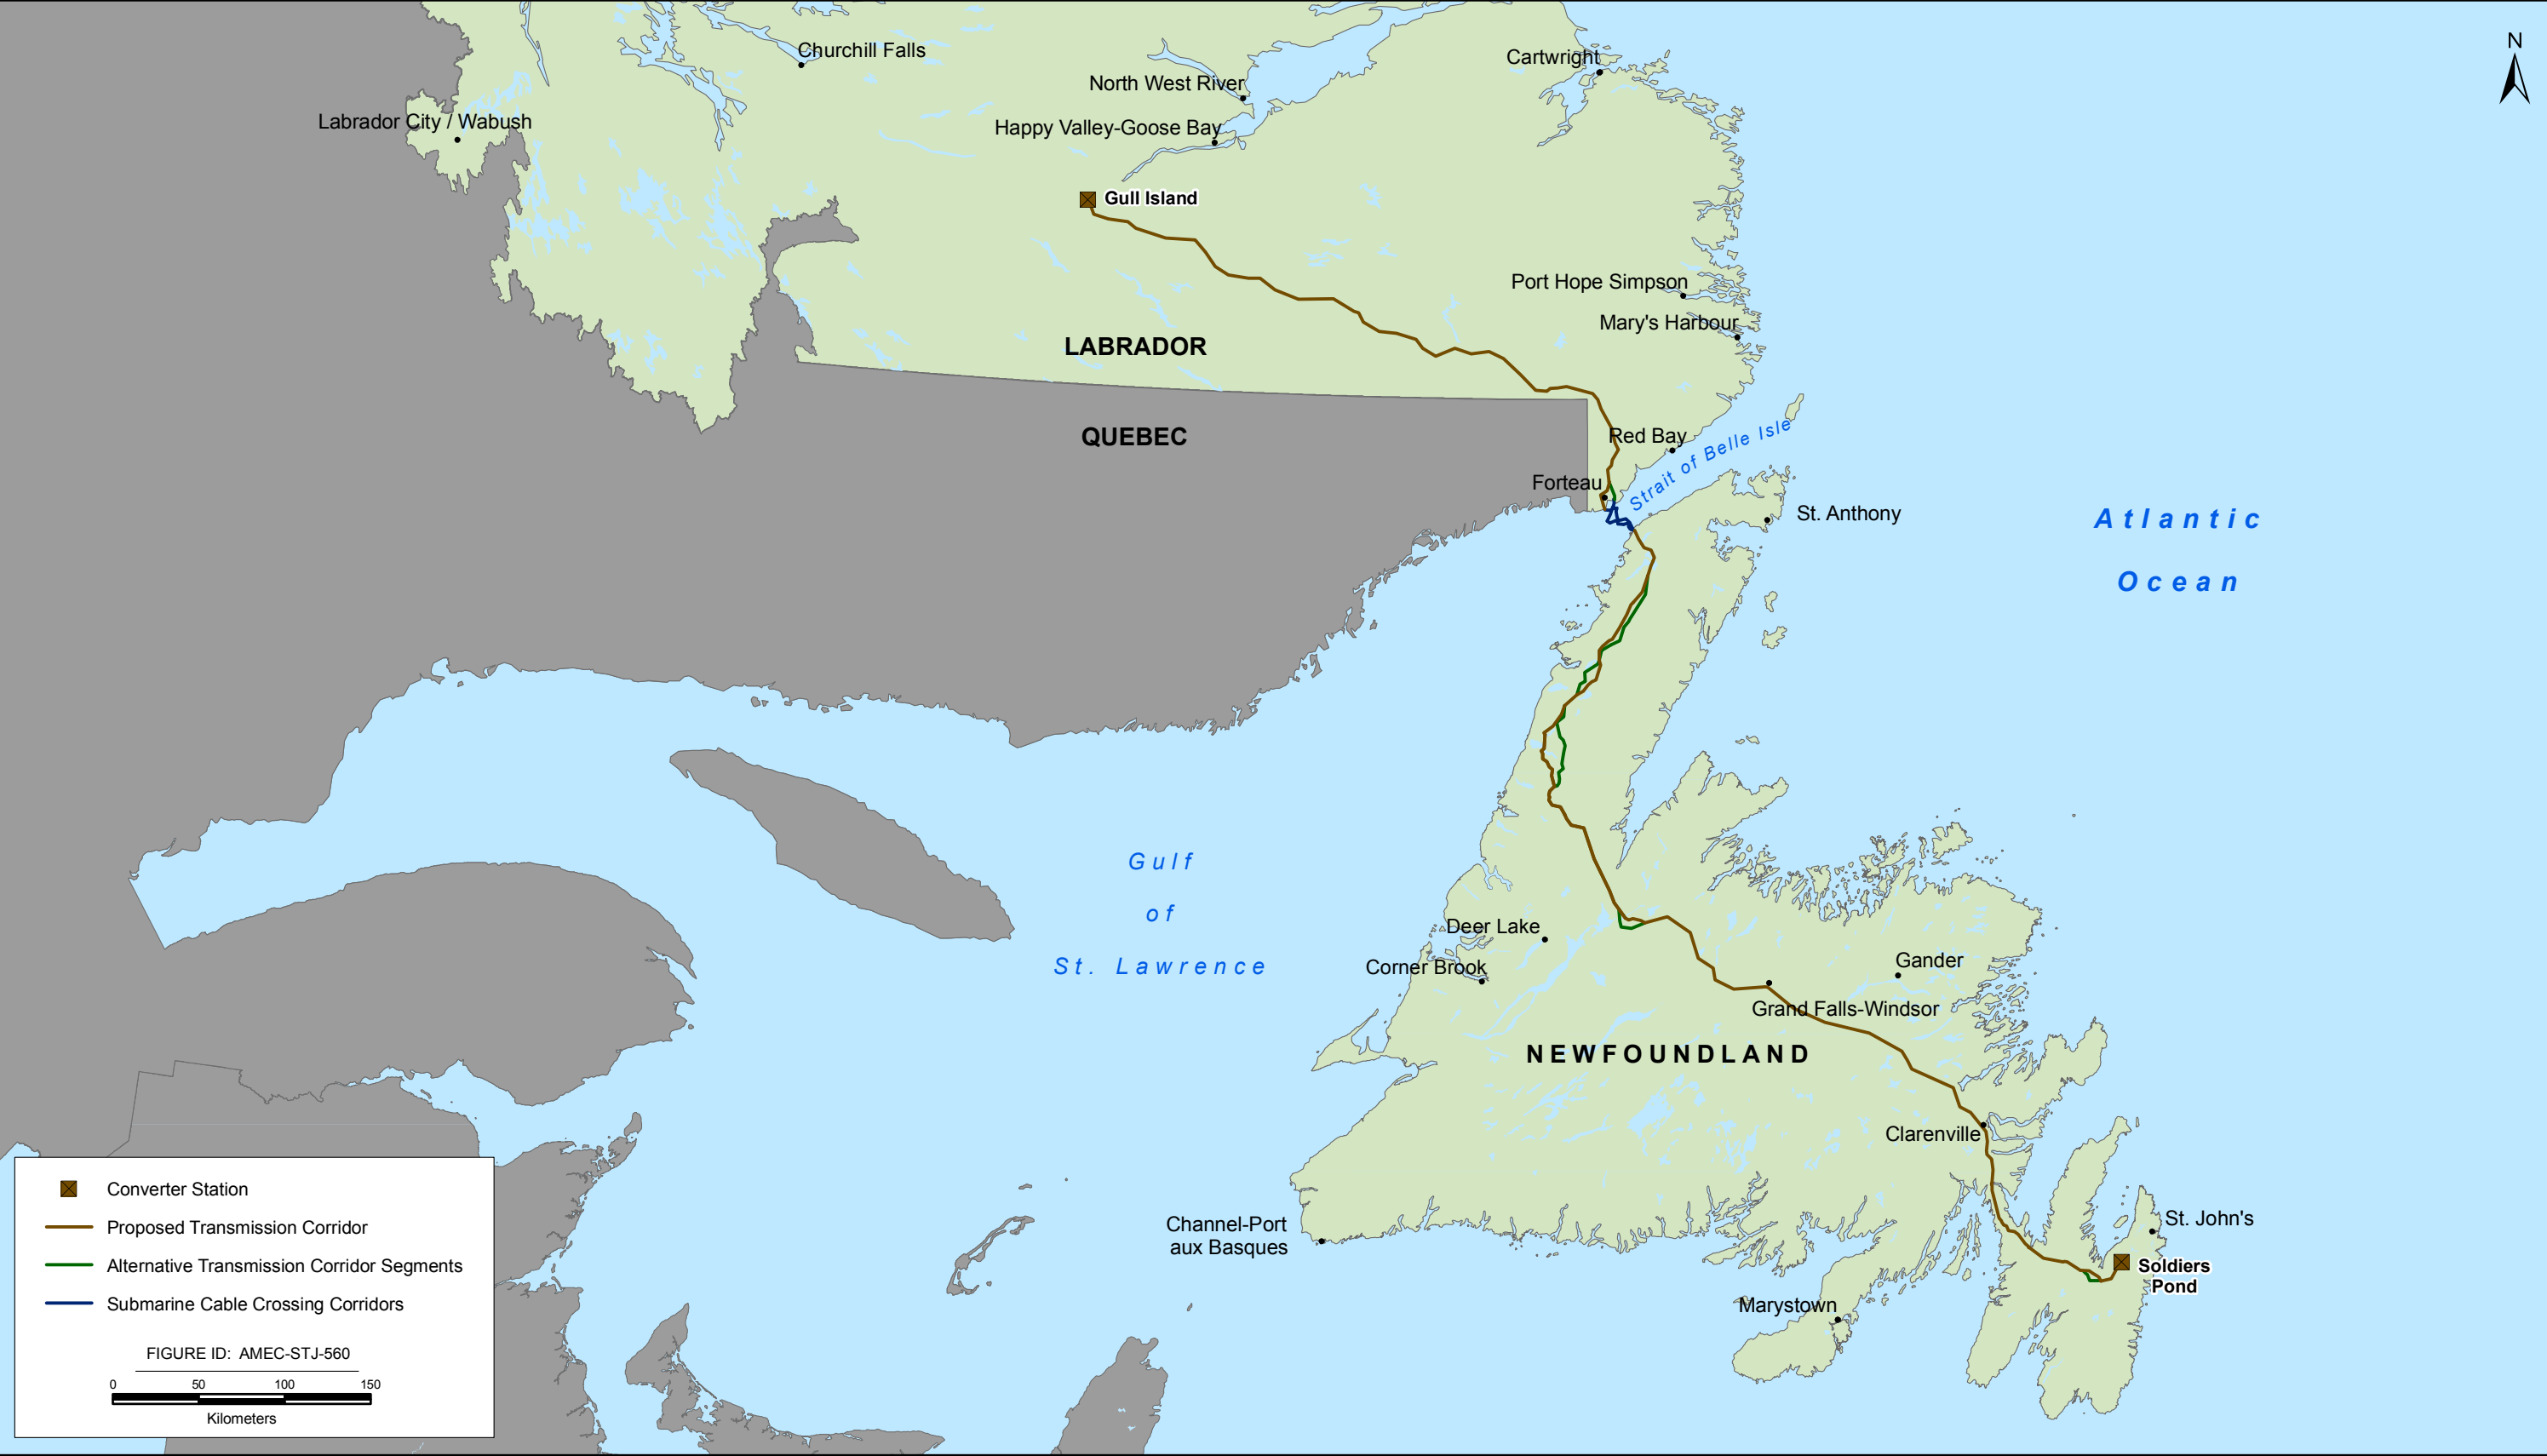 N
Churchill Falls
Cartwright
North West River
Labrador City / Wabush
Happy Valley-Goose Bay
Gull Island
Port Hope Simpson
Mary's Harbour
LABRADOR
QUEBEC
Red Bay
Strait of Belle Isle
Forteau
St. Anthony
Atlantic
Ocean
Gulf
of
St. Lawrence
Deer Lake
Corner Brook
Gander
Grand Falls-Windsor
NEWFOUNDLAND
Clarenville
Channel-Port
aux Basques
St. John's
Soldiers
Pond
Marystown
Converter Station
Proposed Transmission Corridor
Alternative Transmission Corridor Segments
Submarine Cable Crossing Corridors
FIGURE ID: AMEC-STJ-560
0 50 100 150
Kilometers